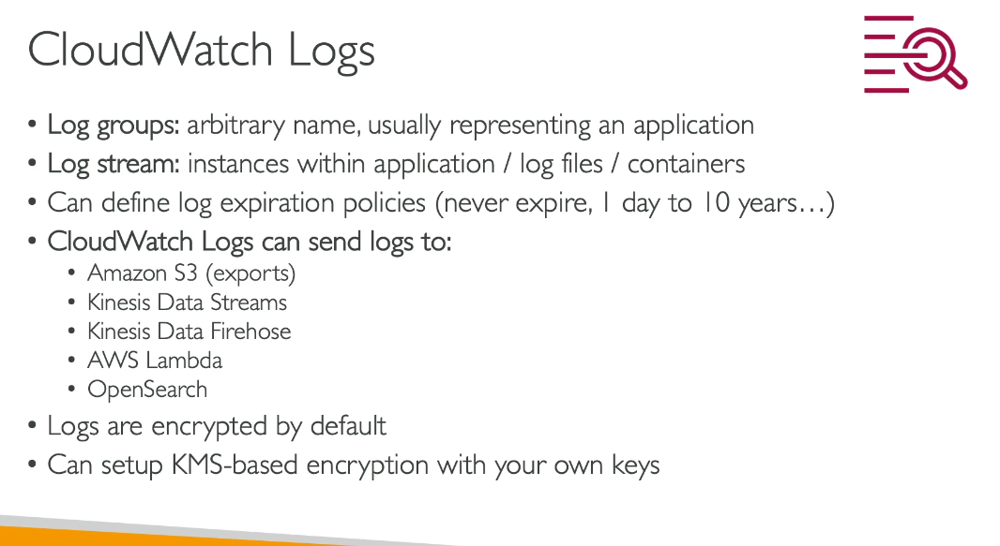 CloudWatch Logs
• Log groups: arbitrary name, usually representing an application
• Log stream: instances within application / log files / containers
• Can define log expiration policies (never expire, 1 day to 10 years…)
• CloudWatch Logs can send logs to:
• Amazon S3 (exports)
• Kinesis Data Streams
• Kinesis Data Firehose
• AWS Lambda
• OpenSearch
• Logs are encrypted by default
• Can setup KMS-based encryption with your own keys